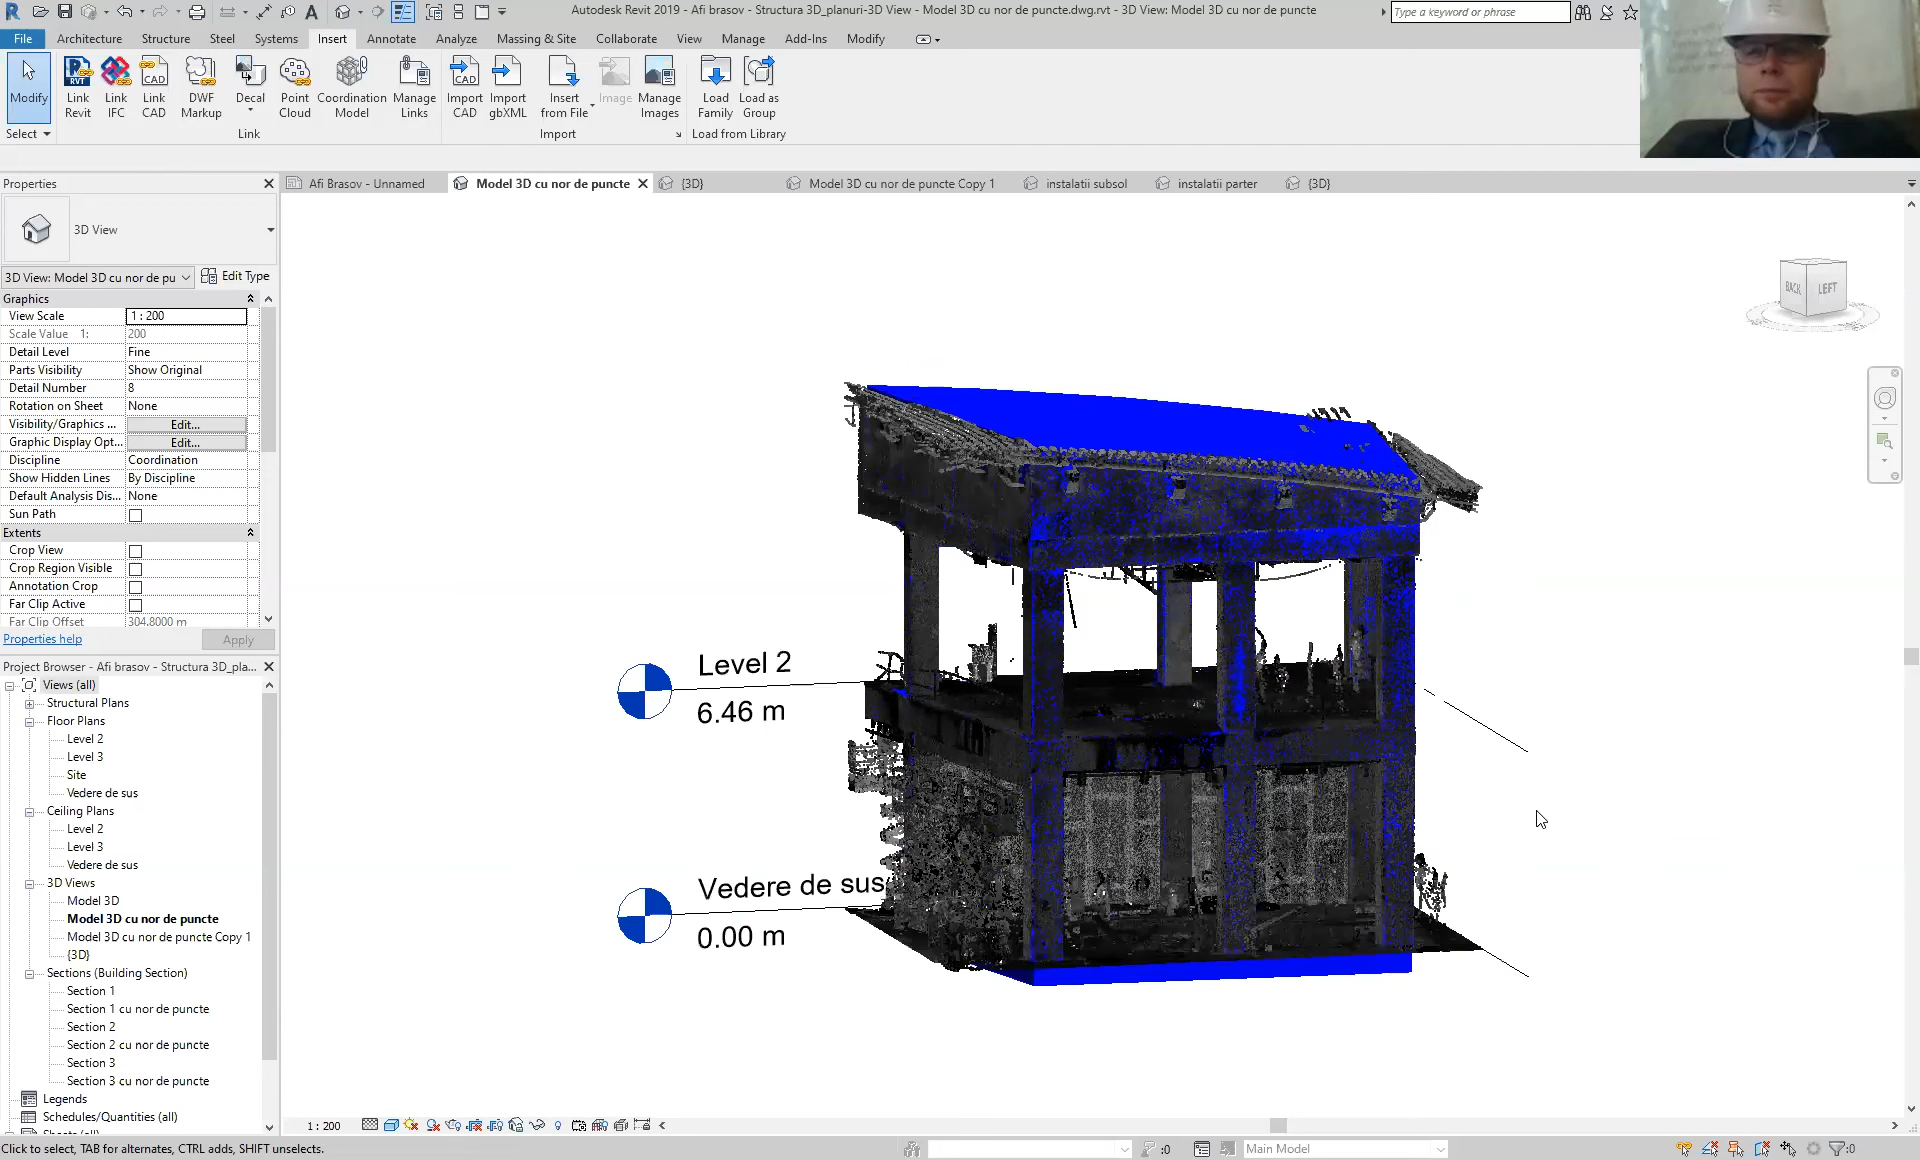 Autodesk Revit 2019 - Afi brasov - Structura 3D_planuri-3D View - Model 3D cu nor de puncte.dwg.rvt - 3D View: Model 3D cu nor de puncte
Type a keyword or phrase
File Architecture Structure Steel Systems Insert Annotate Analyze Massing & Site Collaborate View Manage Add-Ins Modify
Modify
Link Revit
Link IFC
Link CAD
DWF Markup
Decal
Point Cloud
Coordination Model
Manage Links
Import CAD
Import gbXML
Insert from File
Image
Manage Images
Load Family
Load as Group
Select Link Import Load from Library
Properties
Afi Brasov - Unnamed Model 3D cu nor de puncte {3D} Model 3D cu nor de puncte Copy 1 instalatii subsol instalatii parter {3D}
3D View
3D View: Model 3D cu nor de pu Edit Type
Graphics
View Scale 1 : 200
Scale Value 1: 200
Detail Level Fine
Parts Visibility Show Original
Detail Number 8
Rotation on Sheet None
Visibility/Graphics ... Edit...
Graphic Display Opt... Edit...
Discipline Coordination
Show Hidden Lines By Discipline
Default Analysis Dis... None
Sun Path
Extents
Crop View
Crop Region Visible
Annotation Crop
Far Clip Active
Far Clip Offset 304.8000 m
Properties help Apply
Project Browser - Afi brasov - Structura 3D_pla...
Views (all)
Structural Plans
Floor Plans
Level 2
Level 3
Site
Vedere de sus
Ceiling Plans
Level 2
Level 3
Vedere de sus
3D Views
Model 3D
Model 3D cu nor de puncte
Model 3D cu nor de puncte Copy 1
{3D}
Sections (Building Section)
Section 1
Section 1 cu nor de puncte
Section 2
Section 2 cu nor de puncte
Section 3
Section 3 cu nor de puncte
Legends
Schedules/Quantities (all)
BACK LEFT
Level 2
6.46 m
Vedere de sus
0.00 m
1 : 200
Click to select, TAB for alternates, CTRL adds, SHIFT unselects.
:0
Main Model
:0